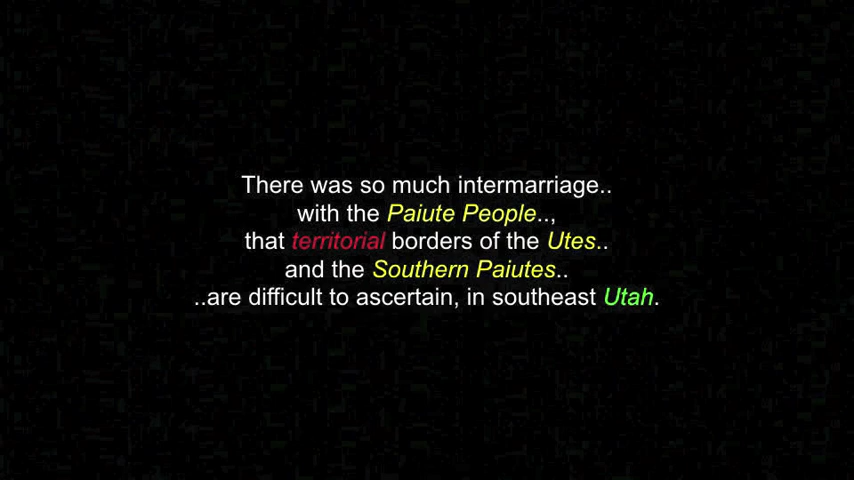 There was so much intermarriage..
with the Paiute People..,
that territorial borders of the Utes..
and the Southern Paiutes..
..are difficult to ascertain, in southeast Utah.